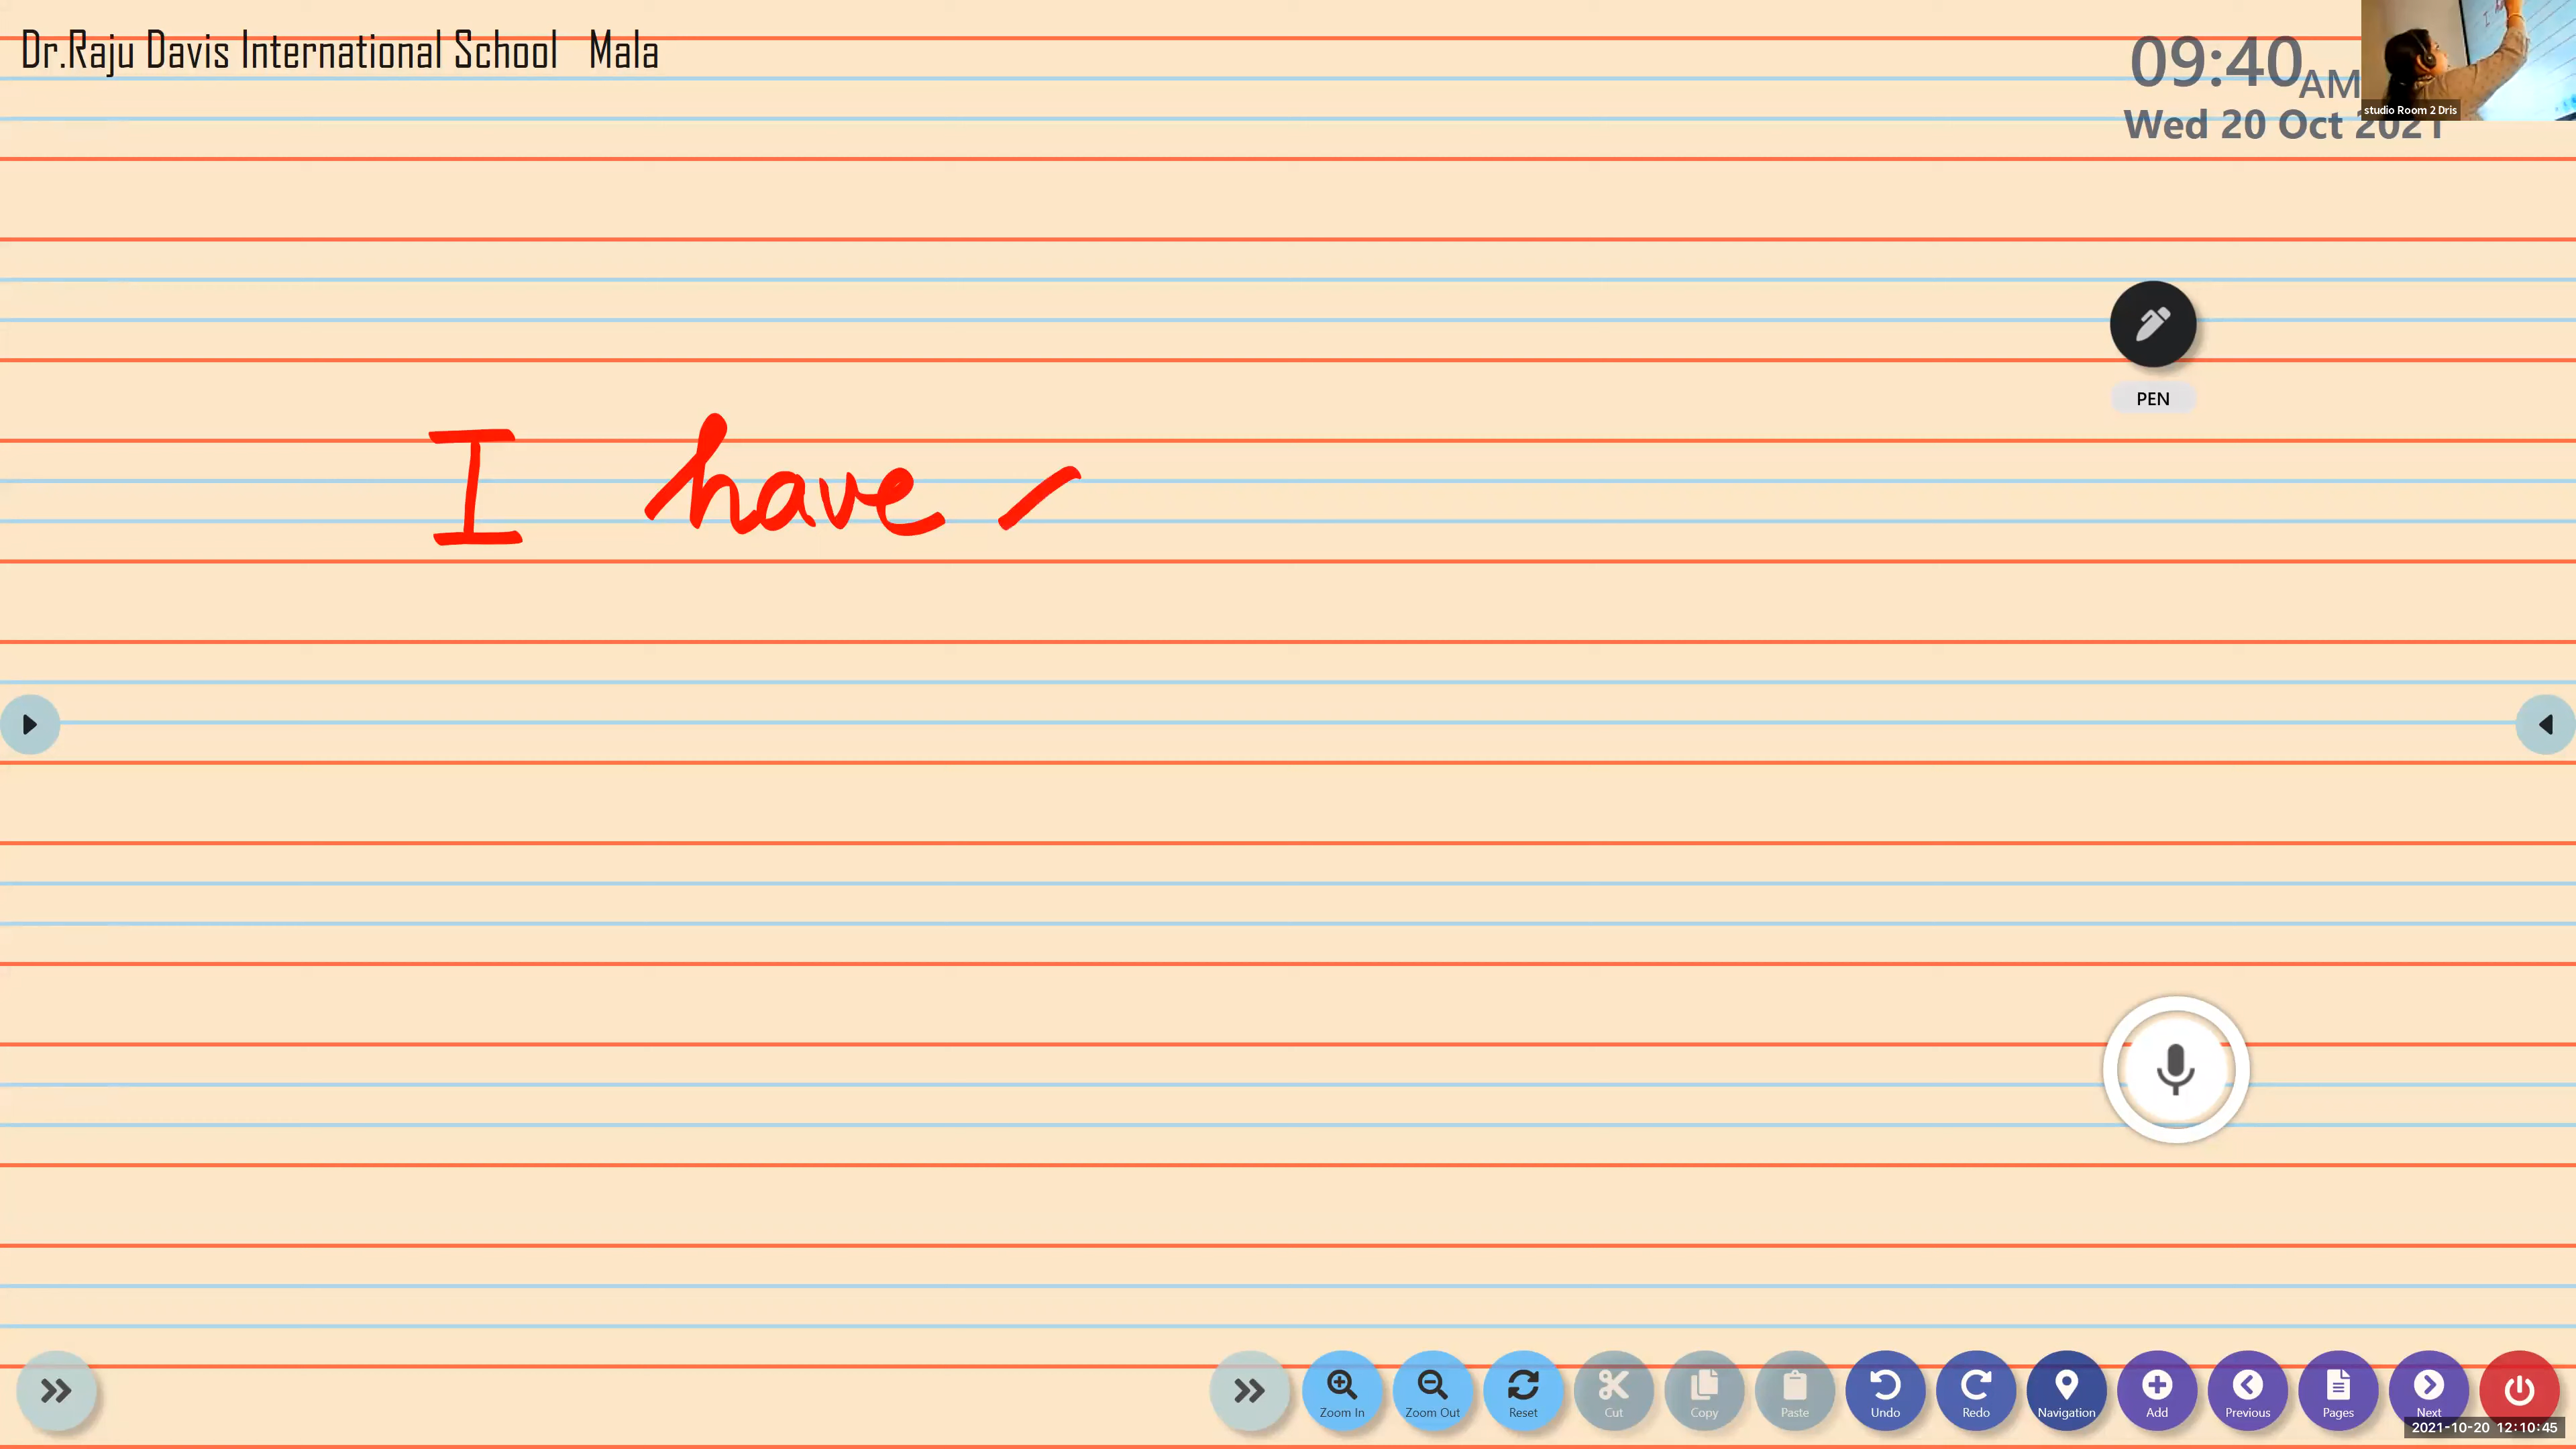 Dr.Raju Davis International School Mala
09:40 AM
studio Room 2 Dris
Wed 20 Oct 2021
PEN
I have
Zoom In Zoom Out Reset Cut Copy Paste Undo Redo Navigation Add Previous Pages Next
2021-10-20 12:10:45